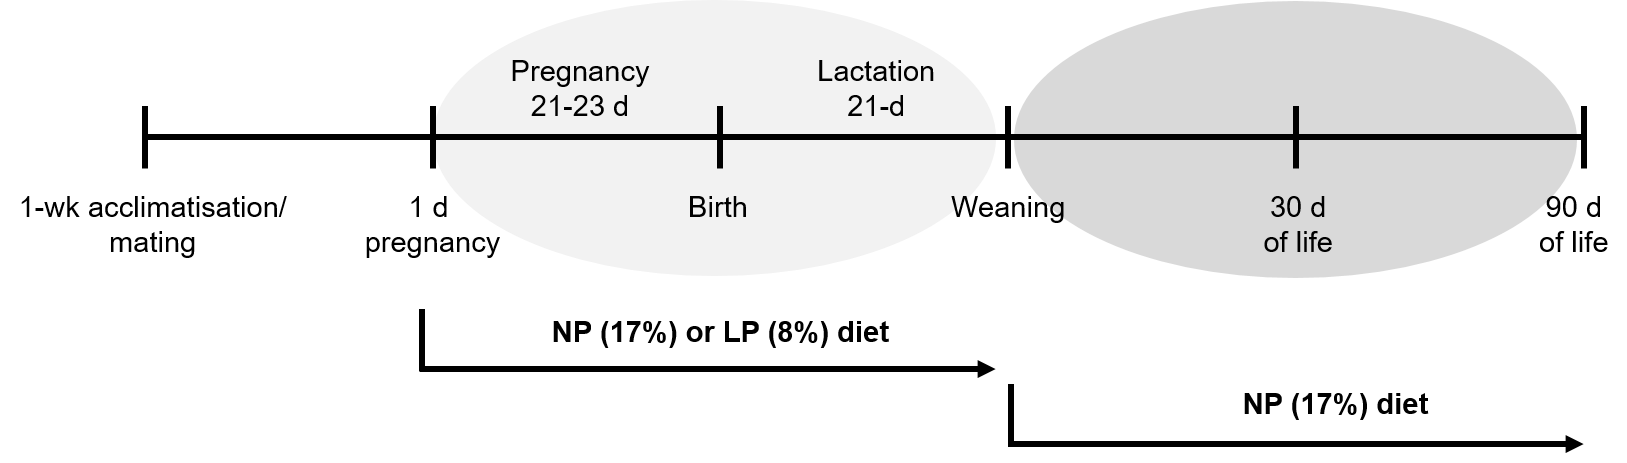 Pregnancy
21-23 d
Lactation
21-d
1-wk acclimatisation/
mating
1 d
pregnancy
Birth
Weaning
30 d
of life
90 d
of life
NP (17%) or LP (8%) diet
NP (17%) diet